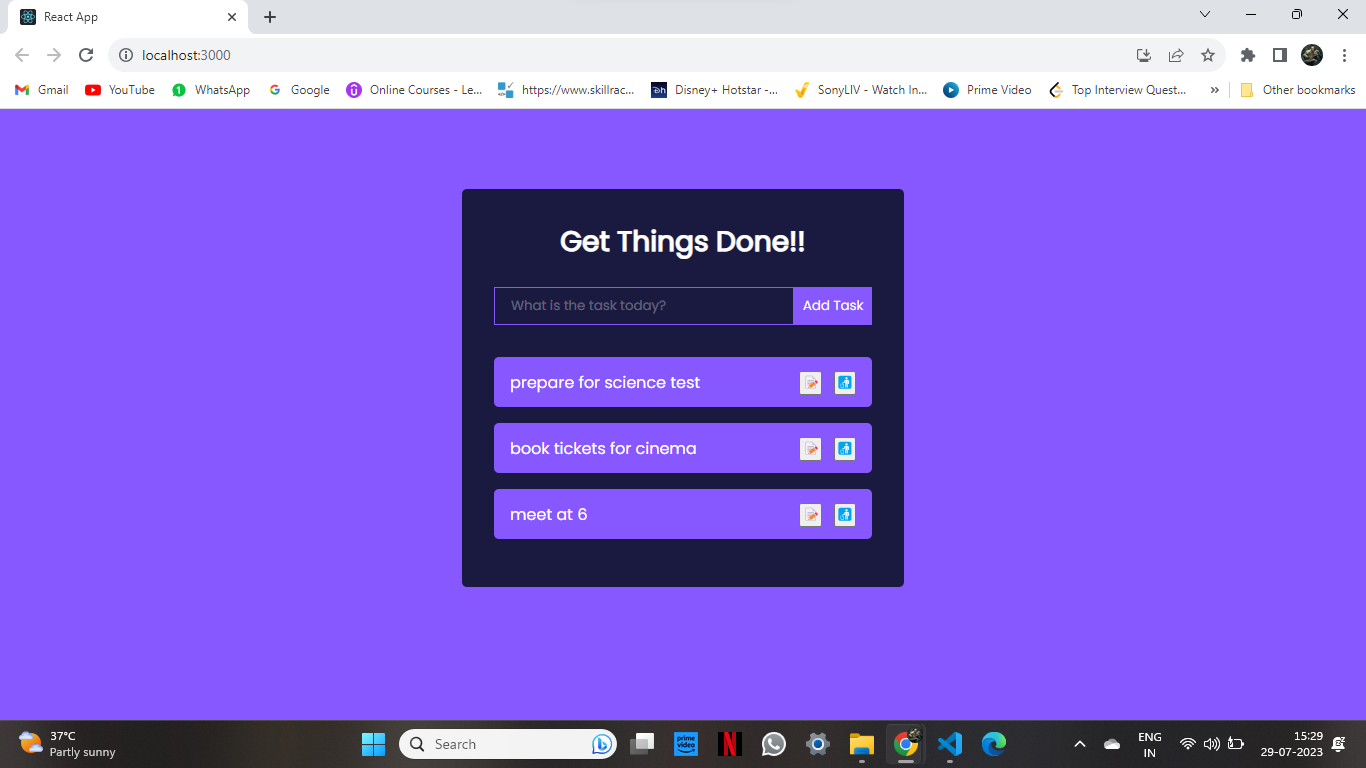 React App
localhost:3000
Gmail YouTube WhatsApp Google Online Courses - Le... https://www.skillrac... Disney+ Hotstar -... SonyLIV - Watch In... Prime Video Top Interview Quest... » Other bookmarks
Get Things Done!!
What is the task today? Add Task
prepare for science test
book tickets for cinema
meet at 6
37°C
Partly sunny
Search
prime video
ENG
IN
15:29
29-07-2023